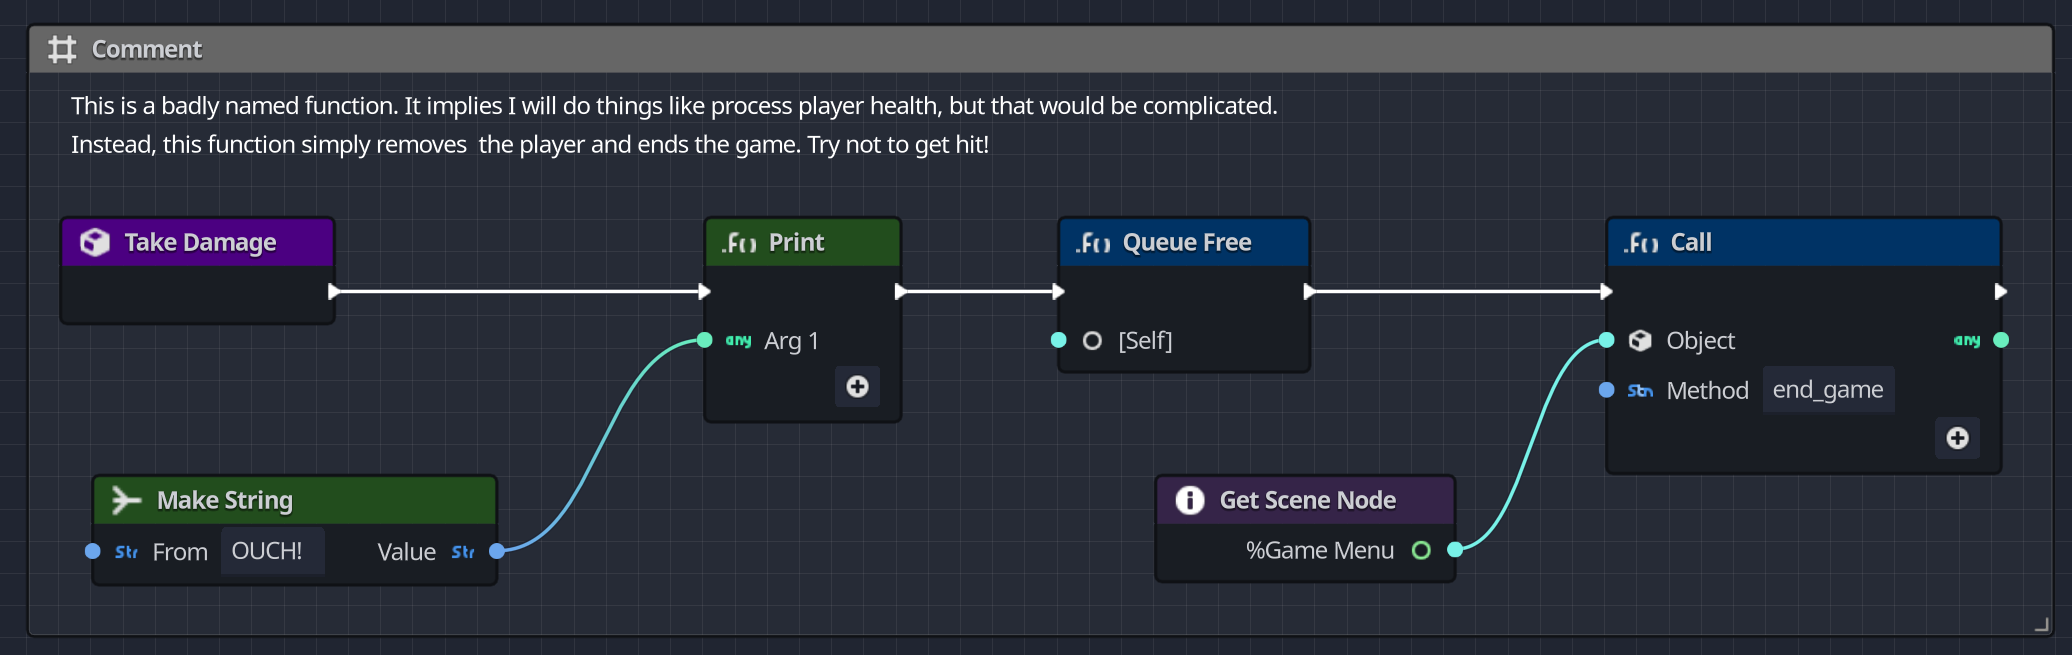 Comment
This is a badly named function. It implies I will do things like process player health, but that would be complicated.
Instead, this function simply removes  the player and ends the game. Try not to get hit!
Take Damage
.f() Print
.f() Queue Free
.f() Call
any Arg 1
[Self]
Object any
Str Method end_game
Make String
Get Scene Node
Str From OUCH! Value Str
%Game Menu